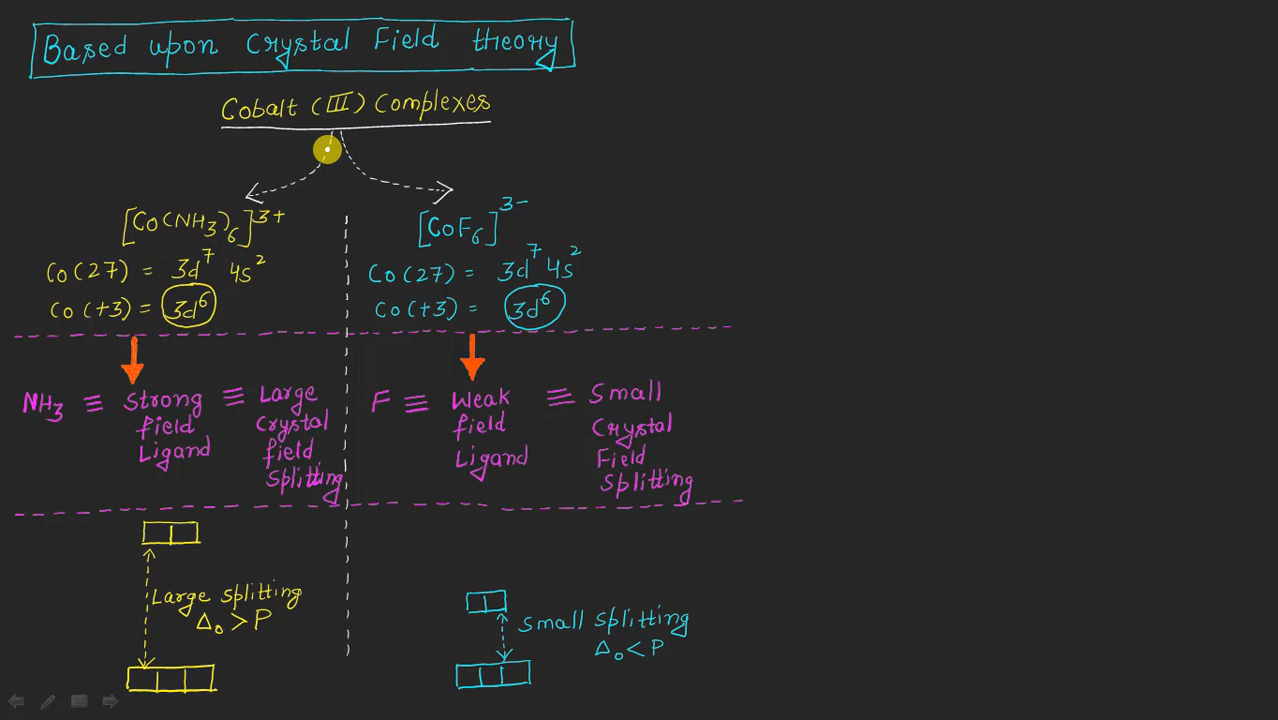 Based upon Crystal Field theory
Cobalt (III) Complexes
[Co(NH3)6]3+
Co(27) = 3d7 4s2
Co(+3) = 3d6
[CoF6]3-
Co(27) = 3d7 4s2
Co(+3) = 3d6
NH3 ≡ Strong
field
Ligand
≡ Large
Crystal
field
Splitting
F ≡ Weak
field
Ligand
≡ Small
Crystal
Field
Splitting
Large splitting
Δo > P
Small splitting
Δo < P